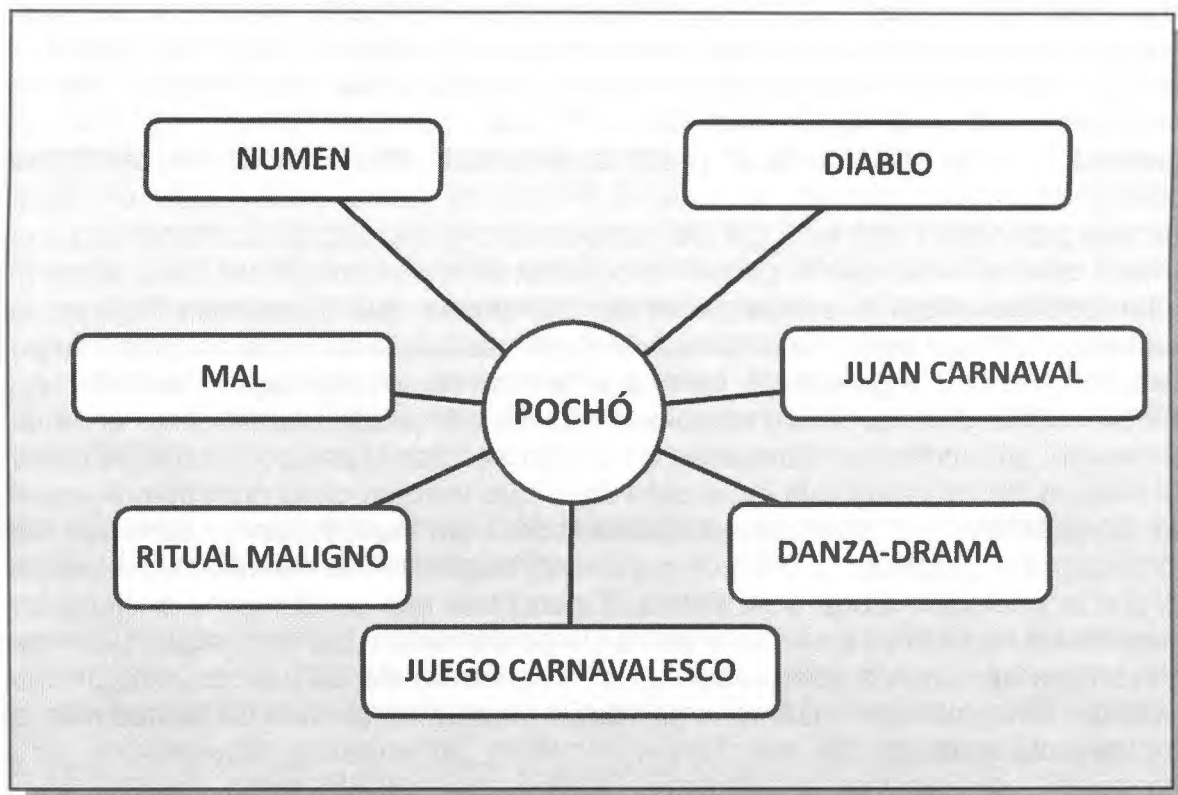 NUMEN
DIABLO
MAL
JUAN CARNAVAL
POCHÓ
RITUAL MALIGNO
DANZA-DRAMA
JUEGO CARNAVALESCO